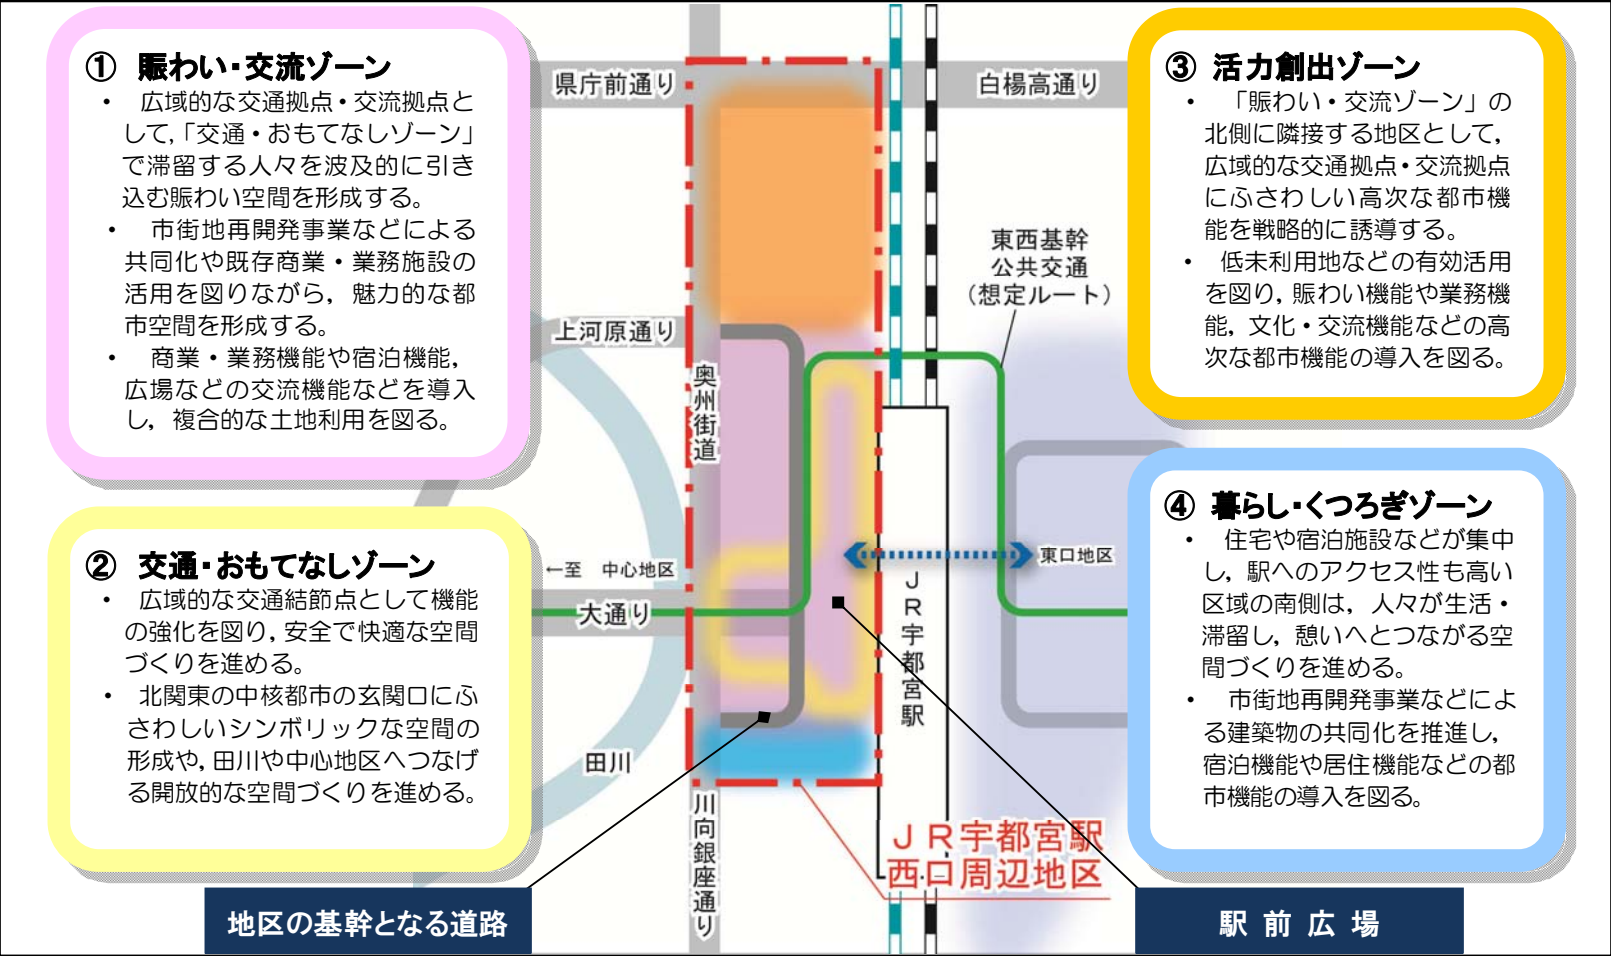 ① 賑わい・交流ゾーン
・ 広域的な交通拠点・交流拠点と
して，「交通・おもてなしゾーン」
で滞留する人々を波及的に引き
込む賑わい空間を形成する。
・ 市街地再開発事業などによる
共同化や既存商業・業務施設の
活用を図りながら，魅力的な都
市空間を形成する。
・ 商業・業務機能や宿泊機能，
広場などの交流機能などを導入
し，複合的な土地利用を図る。
② 交通・おもてなしゾーン
・ 広域的な交通結節点として機能
の強化を図り，安全で快適な空間
づくりを進める。
・ 北関東の中核都市の玄関口にふ
さわしいシンボリックな空間の
形成や，田川や中心地区へつなげ
る開放的な空間づくりを進める。
地区の基幹となる道路
県庁前通り
白楊高通り
東西基幹
公共交通
（想定ルート）
上河原通り
奥州街道
←至 中心地区
東口地区
大通り
ＪＲ宇都宮駅
田川
川向銀座通り
ＪＲ宇都宮駅
西口周辺地区
③ 活力創出ゾーン
・ 「賑わい・交流ゾーン」の
北側に隣接する地区として，
広域的な交通拠点・交流拠点
にふさわしい高次な都市機
能を戦略的に誘導する。
・ 低未利用地などの有効活用
を図り，賑わい機能や業務機
能，文化・交流機能などの高
次な都市機能の導入を図る。
④ 暮らし・くつろぎゾーン
・ 住宅や宿泊施設などが集中
し，駅へのアクセス性も高い
区域の南側は，人々が生活・
滞留し，憩いへとつながる空
間づくりを進める。
・ 市街地再開発事業などによ
る建築物の共同化を推進し，
宿泊機能や居住機能などの都
市機能の導入を図る。
駅前広場